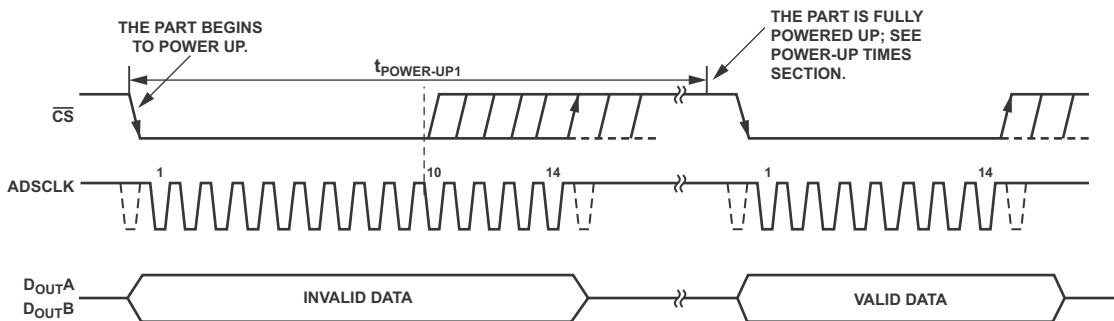 THE PART BEGINS
TO POWER UP.
THE PART IS FULLY
POWERED UP; SEE
POWER-UP TIMES
SECTION.
tPOWER-UP1
CS
ADSCLK
1
10
14
1
14
DOUTA
DOUTB
INVALID DATA
VALID DATA